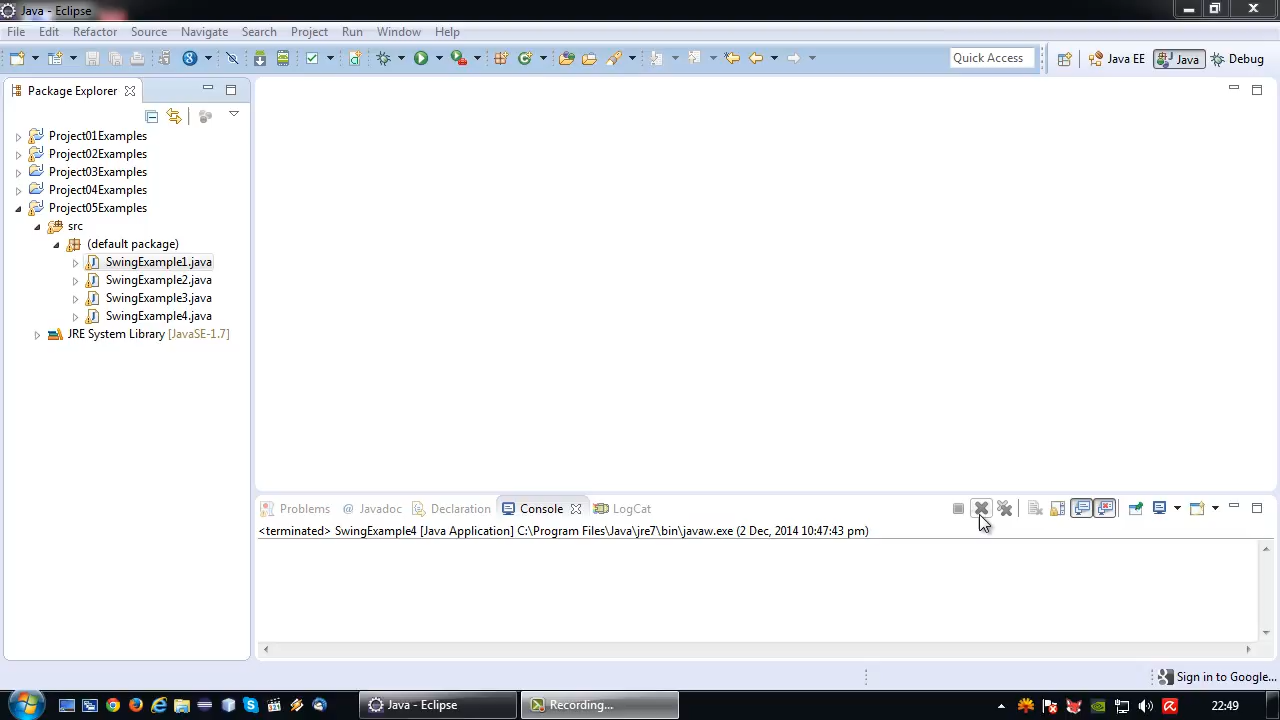 Java - Eclipse
File Edit Refactor Source Navigate Search Project Run Window Help
Quick Access Java EE Java Debug
Package Explorer
Project01Examples
Project02Examples
Project03Examples
Project04Examples
Project05Examples
src
(default package)
SwingExample1.java
SwingExample2.java
SwingExample3.java
SwingExample4.java
JRE System Library [JavaSE-1.7]
Problems @ Javadoc Declaration Console LogCat
<terminated> SwingExample4 [Java Application] C:\Program Files\Java\jre7\bin\javaw.exe (2 Dec, 2014 10:47:43 pm)
Sign in to Google...
Java - Eclipse Recording... 22:49